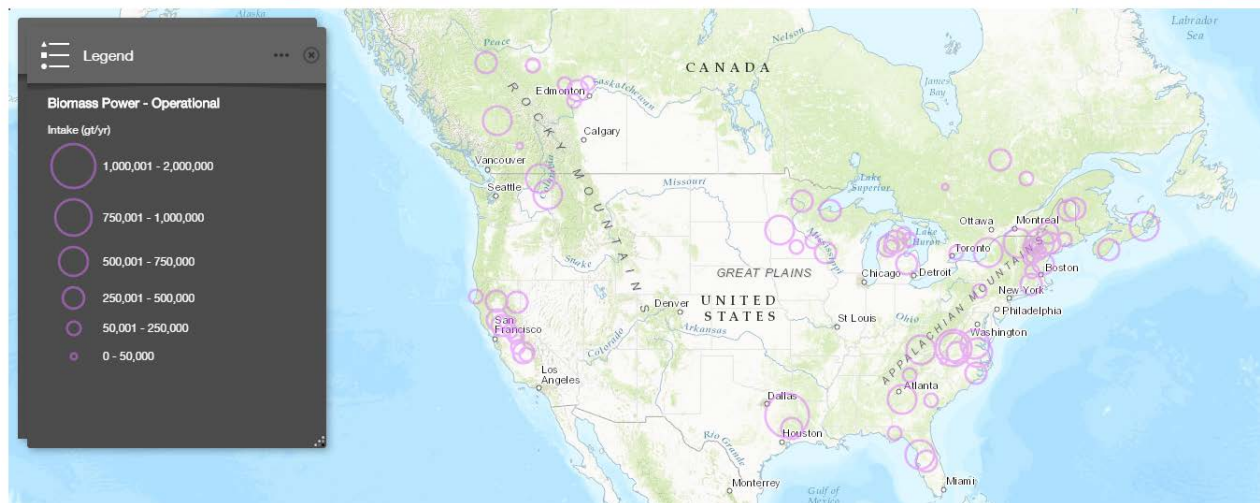 Legend
Biomass Power - Operational
Intake (gt/yr)
1,000,001 - 2,000,000
750,001 - 1,000,000
500,001 - 750,000
250,001 - 500,000
50,001 - 250,000
0 - 50,000
Alaska
Peace
Nelson
Labrador
Sea
CANADA
James
Bay
Edmonton
Saskatchewan
ROCKY MOUNTAINS
Calgary
Vancouver
Columbia
Seattle
Missouri
Lake
Superior
Ottawa
Montreal
Mississippi
Lake
Huron
Toronto
Boston
Snake
GREAT PLAINS
Chicago
Detroit
New York
Philadelphia
APPALACHIAN MOUNTAINS
Denver
UNITED
STATES
St Louis
Ohio
Washington
San
Francisco
Colorado
Arkansas
Los
Angeles
Atlanta
Dallas
Houston
Rio Grande
Monterrey
Gulf of
Mexico
Miami